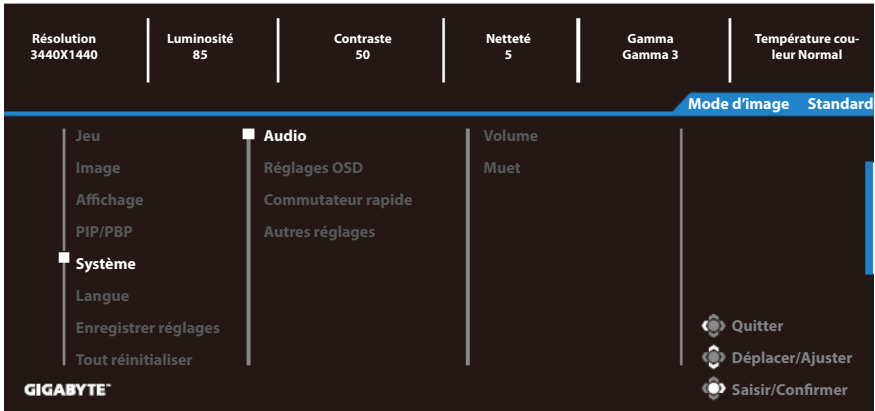 Résolution
3440X1440
Luminosité
85
Contraste
50
Netteté
5
Gamma
Gamma 3
Température cou-
leur Normal
Mode d'image Standard
Jeu
Image
Affichage
PIP/PBP
Système
Langue
Enregistrer réglages
Tout réinitialiser
Audio
Réglages OSD
Commutateur rapide
Autres réglages
Volume
Muet
Quitter
Déplacer/Ajuster
Saisir/Confirmer
GIGABYTE™